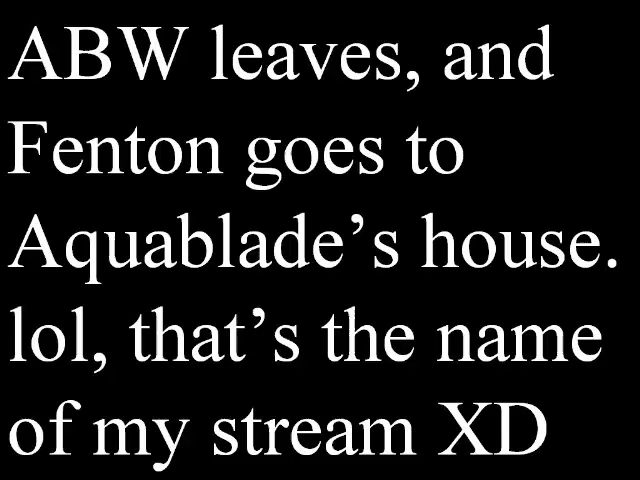 ABW leaves, and
Fenton goes to
Aquablade’s house.
lol, that’s the name
of my stream XD